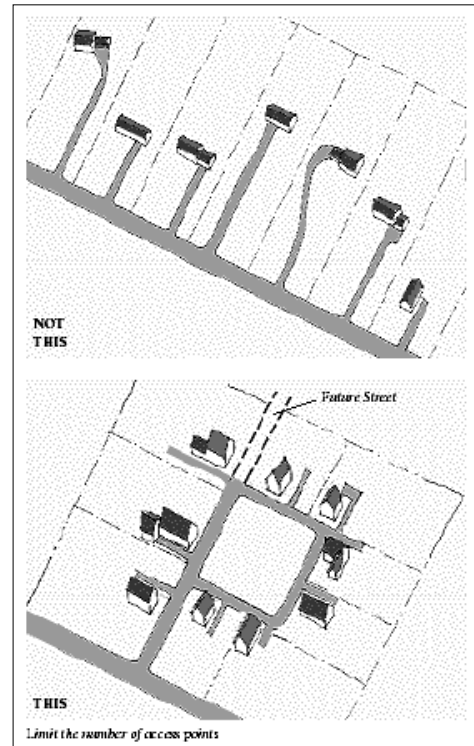 NOT
THIS
Future Street
THIS
Limit the number of access points